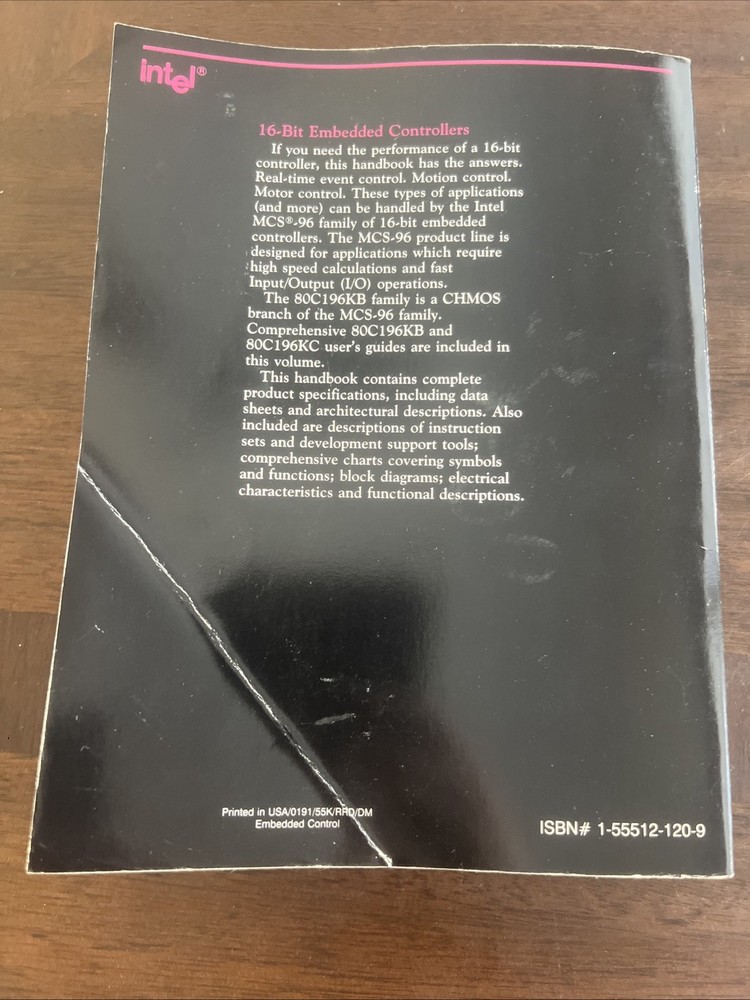 intel®
16-Bit Embedded Controllers
If you need the performance of a 16-bit
controller, this handbook has the answers.
Real-time event control. Motion control.
Motor control. These types of applications
(and more) can be handled by the Intel
MCS®-96 family of 16-bit embedded
controllers. The MCS-96 product line is
designed for applications which require
high speed calculations and fast
Input/Output (I/O) operations.
The 80C196KB family is a CHMOS
branch of the MCS-96 family.
Comprehensive 80C196KB and
80C196KC user's guides are included in
this volume.
This handbook contains complete
product specifications, including data
sheets and architectural descriptions. Also
included are descriptions of instruction
sets and development support tools;
comprehensive charts covering symbols
and functions; block diagrams; electrical
characteristics and functional descriptions.
Printed in USA/0191/55K/RRD/DM
Embedded Control
ISBN# 1-55512-120-9